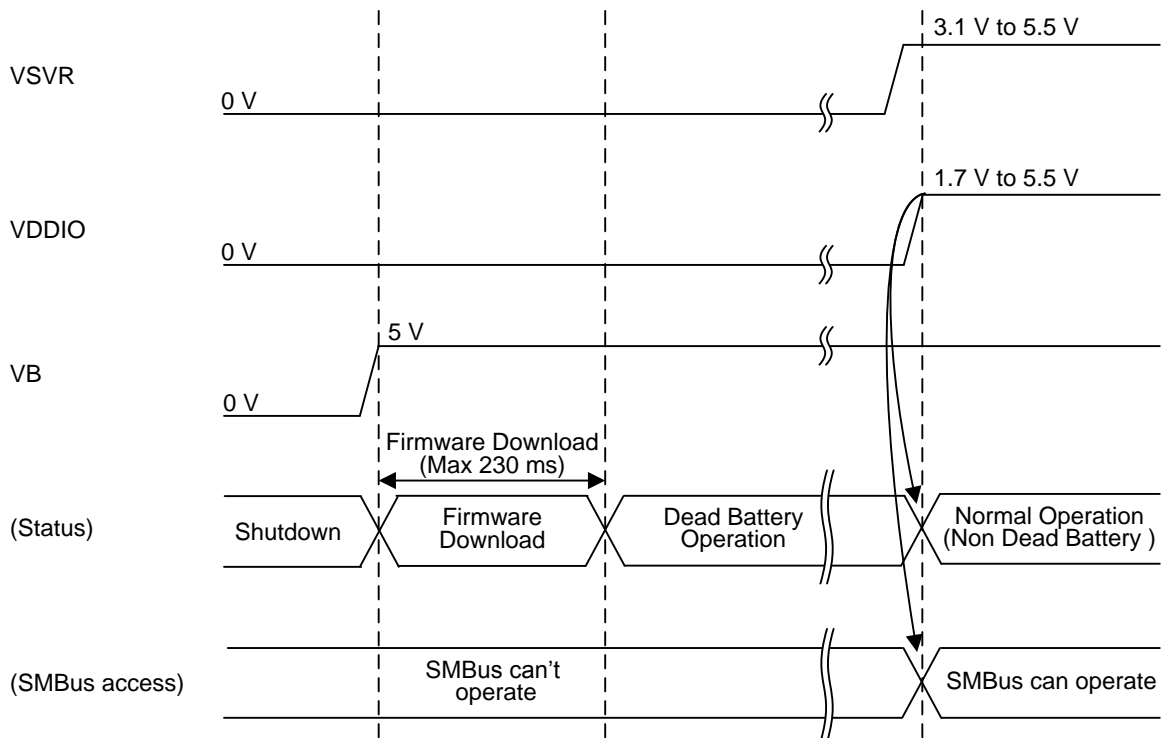 3.1 V to 5.5 V
VSVR
0 V
1.7 V to 5.5 V
VDDIO
0 V
5 V
VB
0 V
Firmware Download
(Max 230 ms)
(Status)
Shutdown
Firmware
Download
Dead Battery
Operation
Normal Operation
(Non Dead Battery )
(SMBus access)
SMBus can't
operate
SMBus can operate